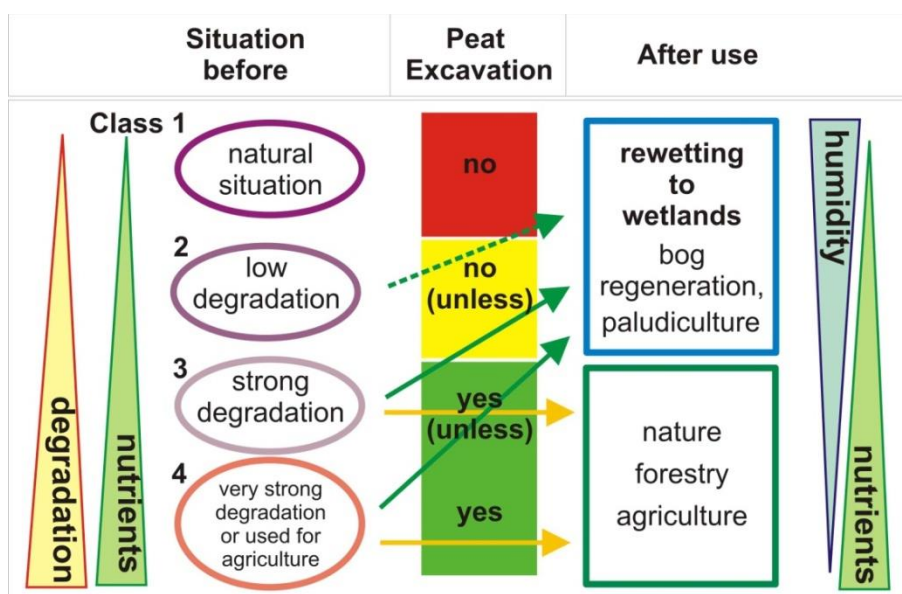 Situation
before
Peat
Excavation
After use
Class 1
natural
situation
no
rewetting
to
wetlands
bog
regeneration,
paludiculture
2
low
degradation
no
(unless)
3
strong
degradation
yes
(unless)
nature
forestry
agriculture
4
very strong
degradation
or used for
agriculture
yes
degradation
nutrients
humidity
nutrients